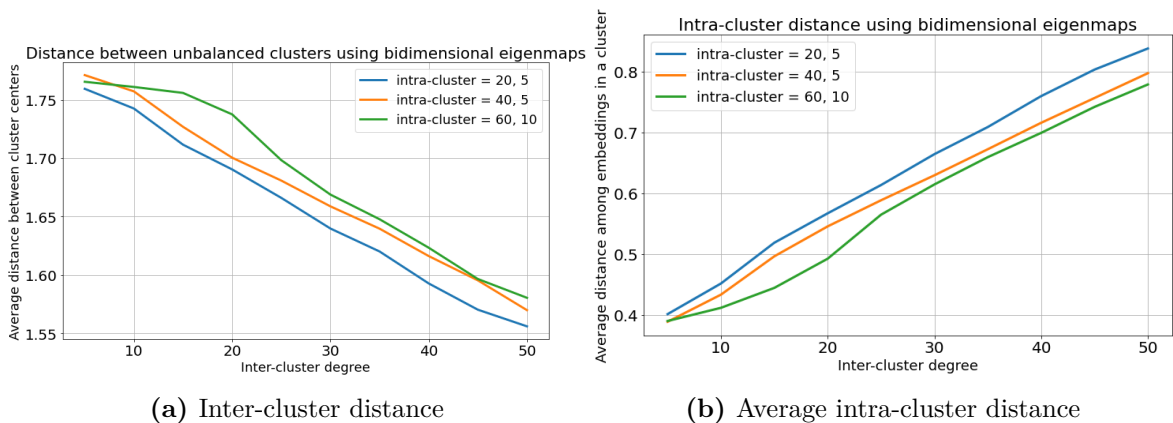 Distance between unbalanced clusters using bidimensional eigenmaps
intra-cluster = 20, 5
intra-cluster = 40, 5
intra-cluster = 60, 10
Average distance between cluster centers
1.75
1.70
1.65
1.60
1.55
10
20
30
40
50
Inter-cluster degree
(a) Inter-cluster distance
Intra-cluster distance using bidimensional eigenmaps
intra-cluster = 20, 5
intra-cluster = 40, 5
intra-cluster = 60, 10
Average distance among embeddings in a cluster
0.8
0.7
0.6
0.5
0.4
10
20
30
40
50
Inter-cluster degree
(b) Average intra-cluster distance